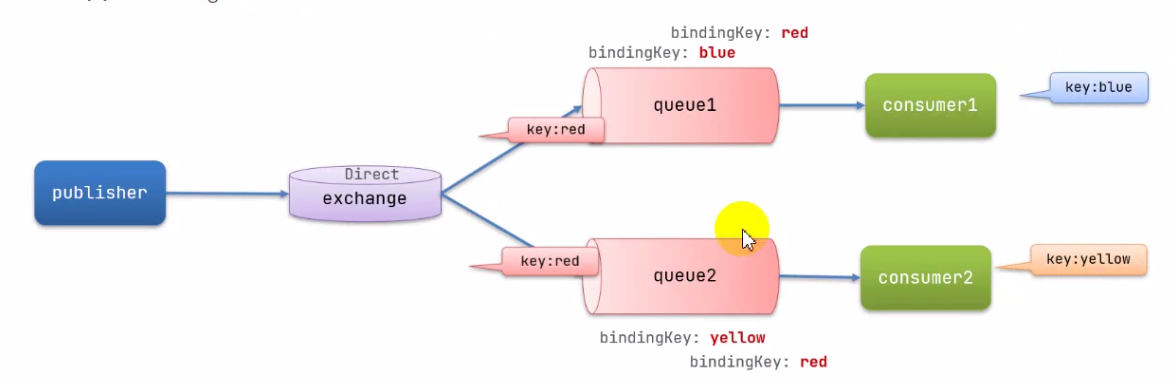 bindingKey: red
bindingKey: blue
queue1
consumer1
key:blue
key:red
publisher
Direct
exchange
key:red
queue2
consumer2
key:yellow
bindingKey: yellow
bindingKey: red